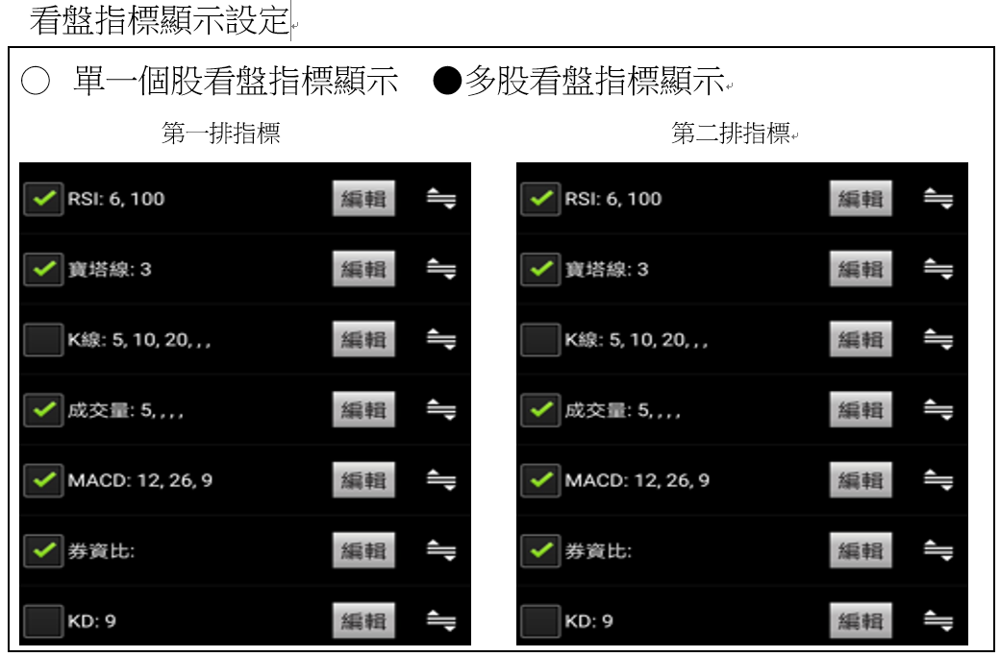 看盤指標顯示設定
○ 單一個股看盤指標顯示 ●多股看盤指標顯示
第一排指標 第二排指標
RSI: 6, 100 編輯 RSI: 6, 100 編輯
寶塔線: 3 編輯 寶塔線: 3 編輯
K線: 5, 10, 20, , , 編輯 K線: 5, 10, 20, , , 編輯
成交量: 5, , , , 編輯 成交量: 5, , , , 編輯
MACD: 12, 26, 9 編輯 MACD: 12, 26, 9 編輯
券資比: 編輯 券資比: 編輯
KD: 9 編輯 KD: 9 編輯